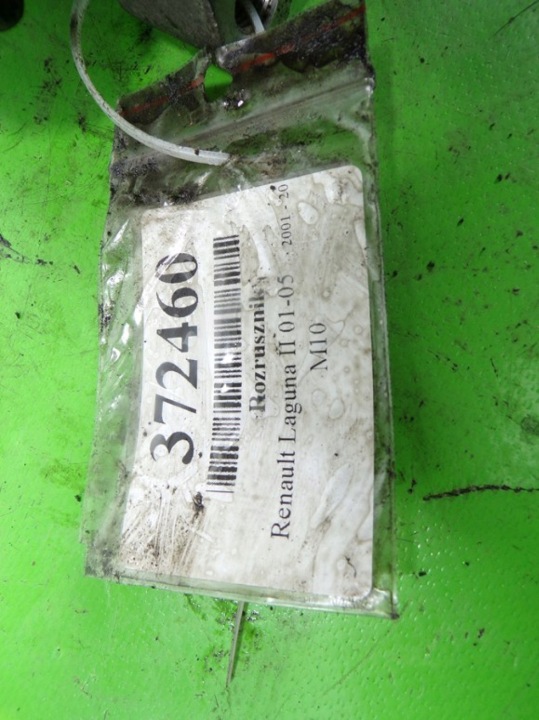 372460
Rozrusznik
Renault Laguna II 01-05 2001 - 20
M10